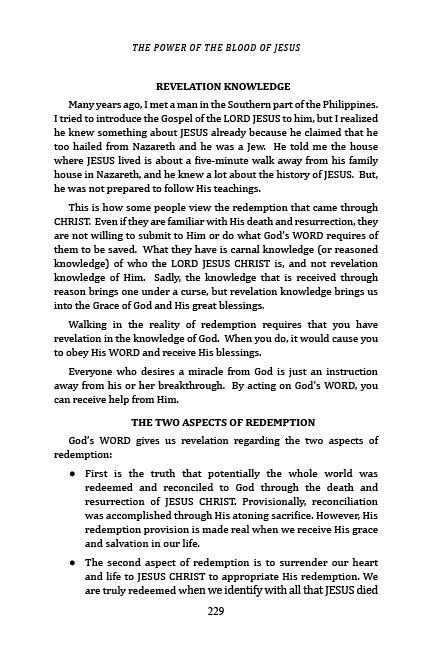 THE POWER OF THE BLOOD OF JESUS
REVELATION KNOWLEDGE
Many years ago, I met a man in the Southern part of the Philippines.
I tried to introduce the Gospel of the LORD JESUS to him, but I realized
he knew something about JESUS already because he claimed that he
too hailed from Nazareth and he was a Jew.  He told me the house
where JESUS lived is about a five-minute walk away from his family
house in Nazareth, and he knew a lot about the history of JESUS.  But,
he was not prepared to follow His teachings.
This is how some people view the redemption that came through
CHRIST.  Even if they are familiar with His death and resurrection, they
are not willing to submit to Him or do what God's WORD requires of
them to be saved.  What they have is carnal knowledge (or reasoned
knowledge) of who the LORD JESUS CHRIST is, and not revelation
knowledge of Him.  Sadly, the knowledge that is received through
reason brings one under a curse, but revelation knowledge brings us
into the Grace of God and His great blessings.
Walking in the reality of redemption requires that you have
revelation in the knowledge of God.  When you do, it would cause you
to obey His WORD and receive His blessings.
Everyone who desires a miracle from God is just an instruction
away from his or her breakthrough.  By acting on God's WORD, you
can receive help from Him.
THE TWO ASPECTS OF REDEMPTION
God's WORD gives us revelation regarding the two aspects of
redemption:
● First is the truth that potentially the whole world was
redeemed and reconciled to God through the death and
resurrection of JESUS CHRIST. Provisionally, reconciliation
was accomplished through His atoning sacrifice. However, His
redemption provision is made real when we receive His grace
and salvation in our life.
● The second aspect of redemption is to surrender our heart
and life to JESUS CHRIST to appropriate His redemption. We
are truly redeemed when we identify with all that JESUS died
229